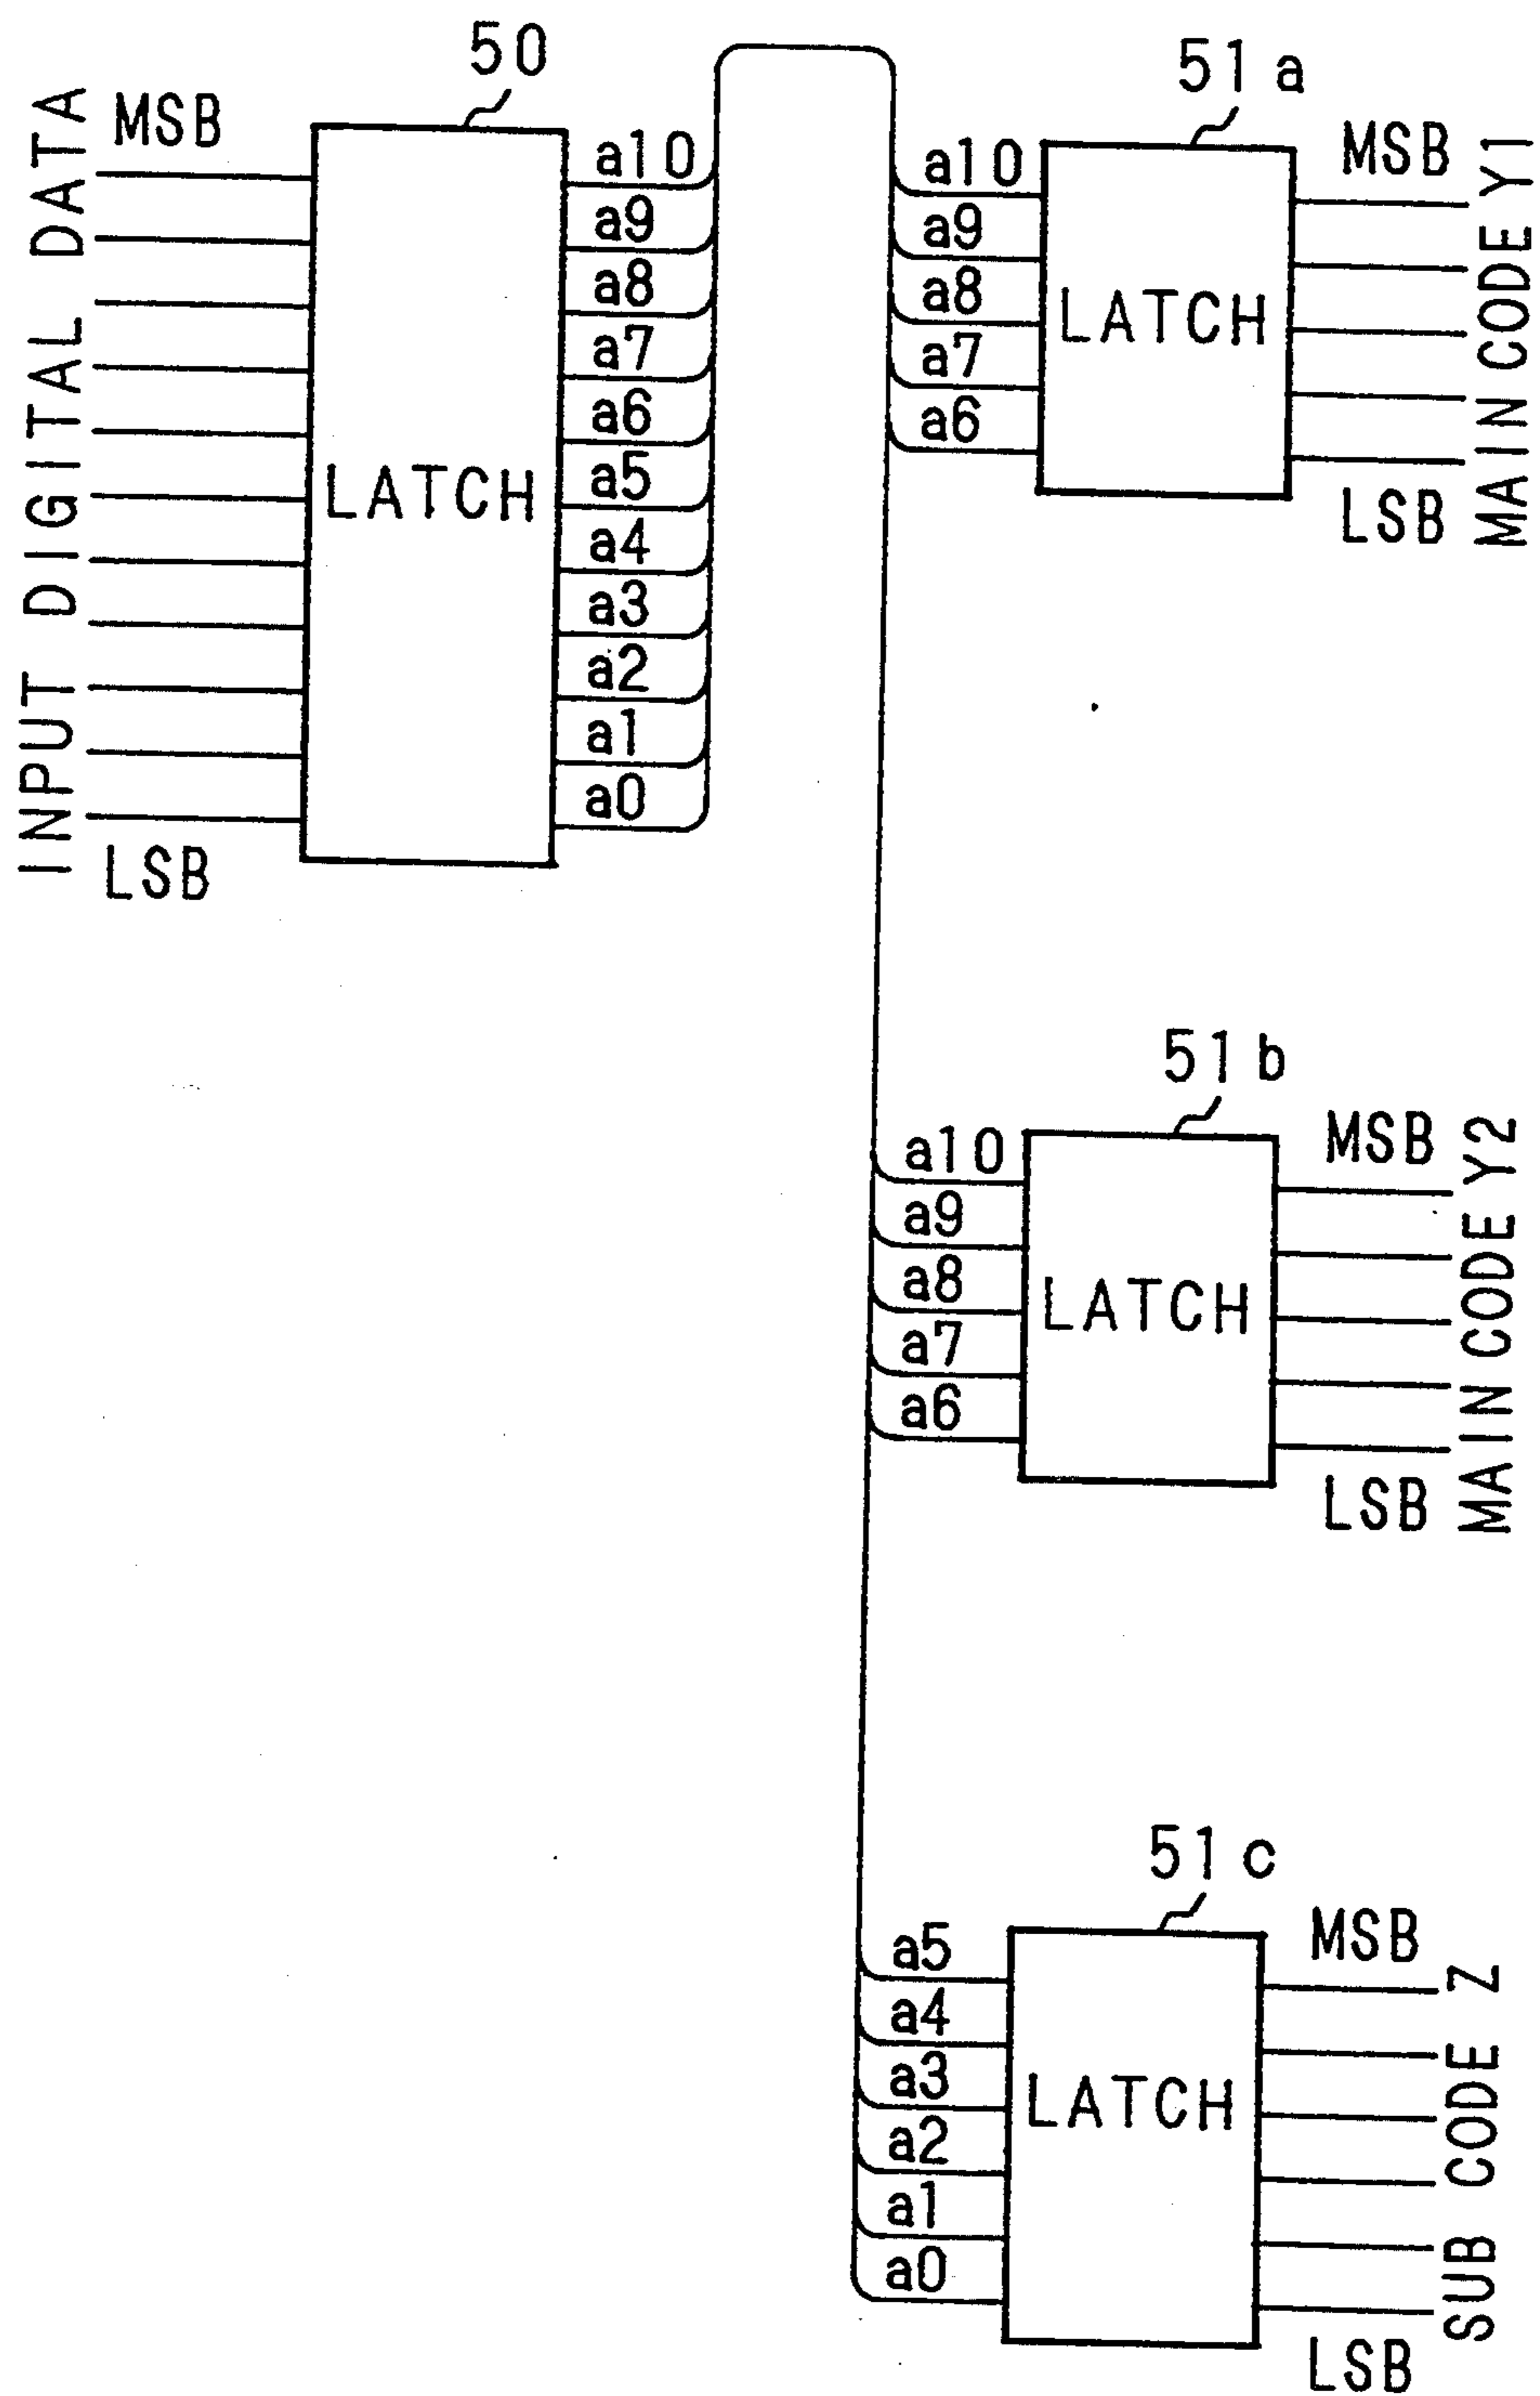 50
INPUT DIGITAL DATA
MSB
LSB
LATCH
a10
a9
a8
a7
a6
a5
a4
a3
a2
a1
a0
51a
a10
a9
a8
a7
a6
LATCH
MSB
LSB
MAIN CODE Y1
51b
a10
a9
a8
a7
a6
LATCH
MSB
LSB
MAIN CODE Y2
51c
a5
a4
a3
a2
a1
a0
LATCH
MSB
LSB
SUB CODE Z